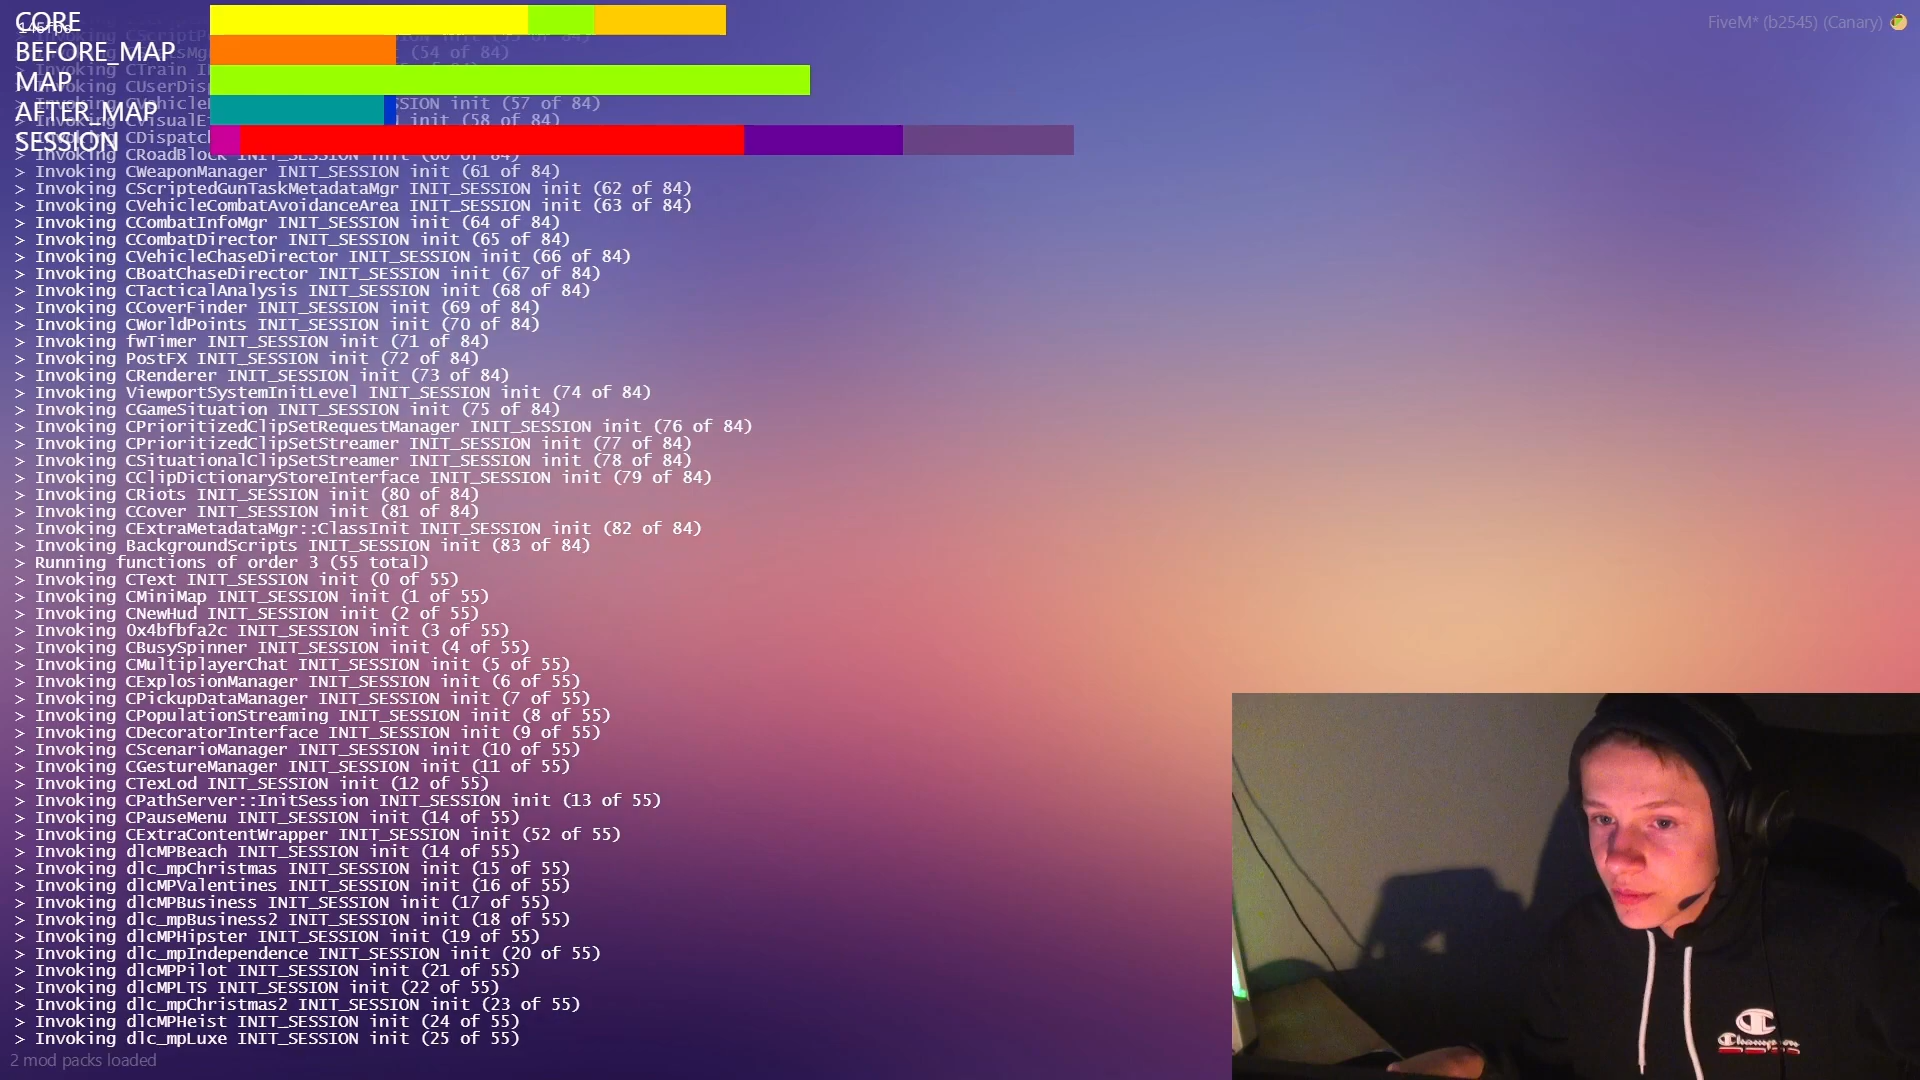 CORE
145fps
FiveM* (b2545) (Canary)
BEFORE_MAP
(54 of 84)
> Invoking CTrain
MAP
AFTER_MAP
SSION init (57 of 84)
init (58 of 84)
SESSION
> Invoking CRoadBlock INIT_SESSION init (60 of 84)
> Invoking CWeaponManager INIT_SESSION init (61 of 84)
> Invoking CScriptedGunTaskMetadataMgr INIT_SESSION init (62 of 84)
> Invoking CVehicleCombatAvoidanceArea INIT_SESSION init (63 of 84)
> Invoking CCombatInfoMgr INIT_SESSION init (64 of 84)
> Invoking CCombatDirector INIT_SESSION init (65 of 84)
> Invoking CVehicleChaseDirector INIT_SESSION init (66 of 84)
> Invoking CBoatChaseDirector INIT_SESSION init (67 of 84)
> Invoking CTacticalAnalysis INIT_SESSION init (68 of 84)
> Invoking CCoverFinder INIT_SESSION init (69 of 84)
> Invoking CWorldPoints INIT_SESSION init (70 of 84)
> Invoking fwTimer INIT_SESSION init (71 of 84)
> Invoking PostFX INIT_SESSION init (72 of 84)
> Invoking CRenderer INIT_SESSION init (73 of 84)
> Invoking ViewportSystemInitLevel INIT_SESSION init (74 of 84)
> Invoking CGameSituation INIT_SESSION init (75 of 84)
> Invoking CPrioritizedClipSetRequestManager INIT_SESSION init (76 of 84)
> Invoking CPrioritizedClipSetStreamer INIT_SESSION init (77 of 84)
> Invoking CSituationalClipSetStreamer INIT_SESSION init (78 of 84)
> Invoking CClipDictionaryStoreInterface INIT_SESSION init (79 of 84)
> Invoking CRiots INIT_SESSION init (80 of 84)
> Invoking CCover INIT_SESSION init (81 of 84)
> Invoking CExtraMetadataMgr::ClassInit INIT_SESSION init (82 of 84)
> Invoking BackgroundScripts INIT_SESSION init (83 of 84)
> Running functions of order 3 (55 total)
> Invoking CText INIT_SESSION init (0 of 55)
> Invoking CMiniMap INIT_SESSION init (1 of 55)
> Invoking CNewHud INIT_SESSION init (2 of 55)
> Invoking 0x4bfbfa2c INIT_SESSION init (3 of 55)
> Invoking CBusySpinner INIT_SESSION init (4 of 55)
> Invoking CMultiplayerChat INIT_SESSION init (5 of 55)
> Invoking CExplosionManager INIT_SESSION init (6 of 55)
> Invoking CPickupDataManager INIT_SESSION init (7 of 55)
> Invoking CPopulationStreaming INIT_SESSION init (8 of 55)
> Invoking CDecoratorInterface INIT_SESSION init (9 of 55)
> Invoking CScenarioManager INIT_SESSION init (10 of 55)
> Invoking CGestureManager INIT_SESSION init (11 of 55)
> Invoking CTexLod INIT_SESSION init (12 of 55)
> Invoking CPathServer::InitSession INIT_SESSION init (13 of 55)
> Invoking CPauseMenu INIT_SESSION init (14 of 55)
> Invoking CExtraContentWrapper INIT_SESSION init (52 of 55)
> Invoking dlcMPBeach INIT_SESSION init (14 of 55)
> Invoking dlc_mpChristmas INIT_SESSION init (15 of 55)
> Invoking dlcMPValentines INIT_SESSION init (16 of 55)
> Invoking dlcMPBusiness INIT_SESSION init (17 of 55)
> Invoking dlc_mpBusiness2 INIT_SESSION init (18 of 55)
> Invoking dlcMPHipster INIT_SESSION init (19 of 55)
> Invoking dlc_mpIndependence INIT_SESSION init (20 of 55)
> Invoking dlcMPPilot INIT_SESSION init (21 of 55)
> Invoking dlcMPLTS INIT_SESSION init (22 of 55)
> Invoking dlc_mpChristmas2 INIT_SESSION init (23 of 55)
> Invoking dlcMPHeist INIT_SESSION init (24 of 55)
> Invoking dlc_mpLuxe INIT_SESSION init (25 of 55)
2 mod packs loaded
Champion